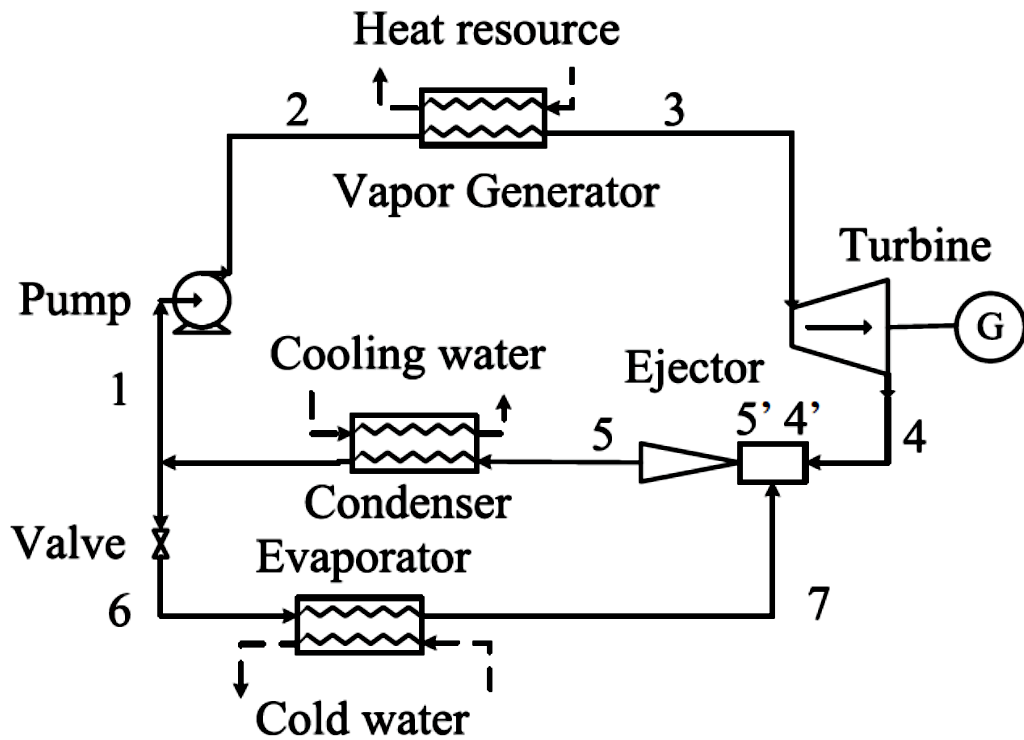 Heat resource
2
3
Vapor Generator
Turbine
Pump
G
Cooling water
Ejector
1
5
5’ 4’
4
Condenser
Valve
Evaporator
6
7
Cold water